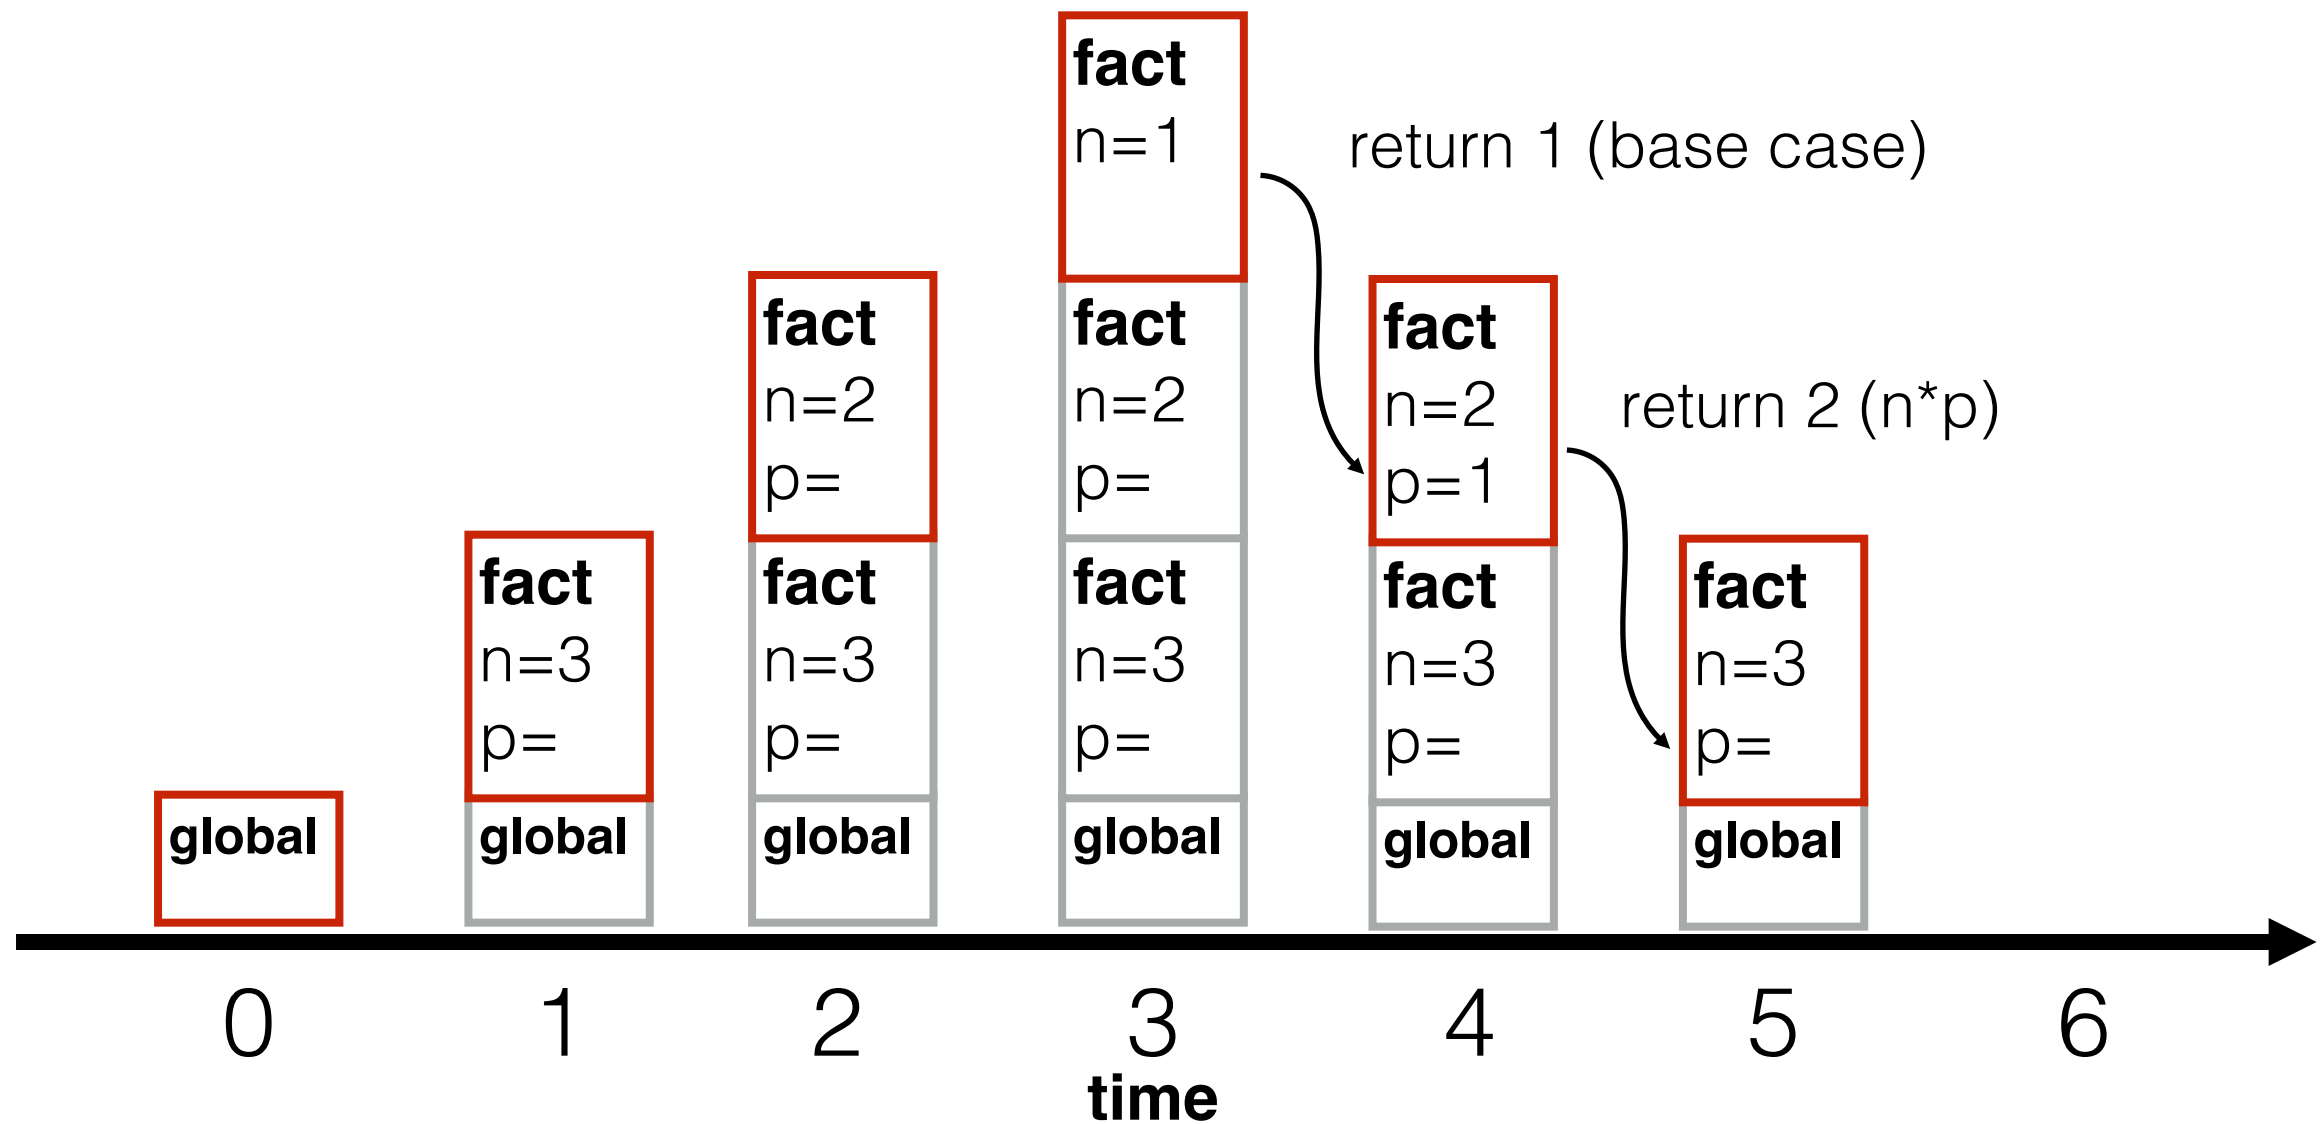 global
fact
n=3
p=
global
fact
n=2
p=
fact
n=3
p=
global
fact
n=1
fact
n=2
p=
fact
n=3
p=
global
return 1 (base case)
fact
n=2
p=1
fact
n=3
p=
global
return 2 (n*p)
fact
n=3
p=
global
0 1 2 3 4 5 6
time